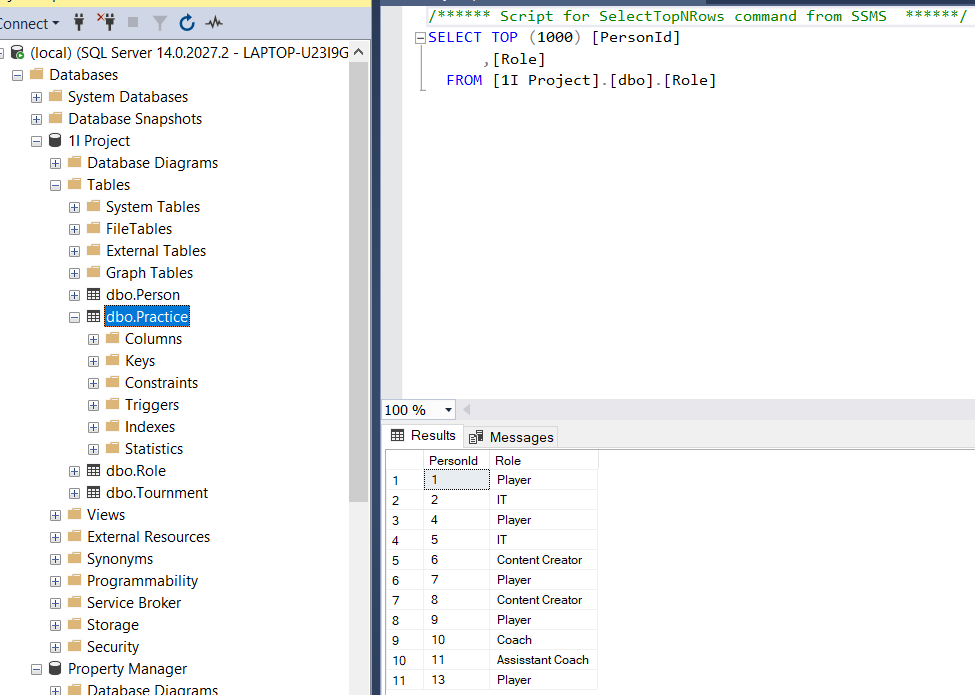 Connect
(local) (SQL Server 14.0.2027.2 - LAPTOP-U23I9G
Databases
System Databases
Database Snapshots
1I Project
Database Diagrams
Tables
System Tables
FileTables
External Tables
Graph Tables
dbo.Person
dbo.Practice
Columns
Keys
Constraints
Triggers
Indexes
Statistics
dbo.Role
dbo.Tournment
Views
External Resources
Synonyms
Programmability
Service Broker
Storage
Security
Property Manager
Database Diagrams
/****** Script for SelectTopNRows command from SSMS  ******/
SELECT TOP (1000) [PersonId]
,[Role]
FROM [1I Project].[dbo].[Role]
100 %
Results Messages
PersonId Role
1 1 Player
2 2 IT
3 4 Player
4 5 IT
5 6 Content Creator
6 7 Player
7 8 Content Creator
8 9 Player
9 10 Coach
10 11 Assisstant Coach
11 13 Player